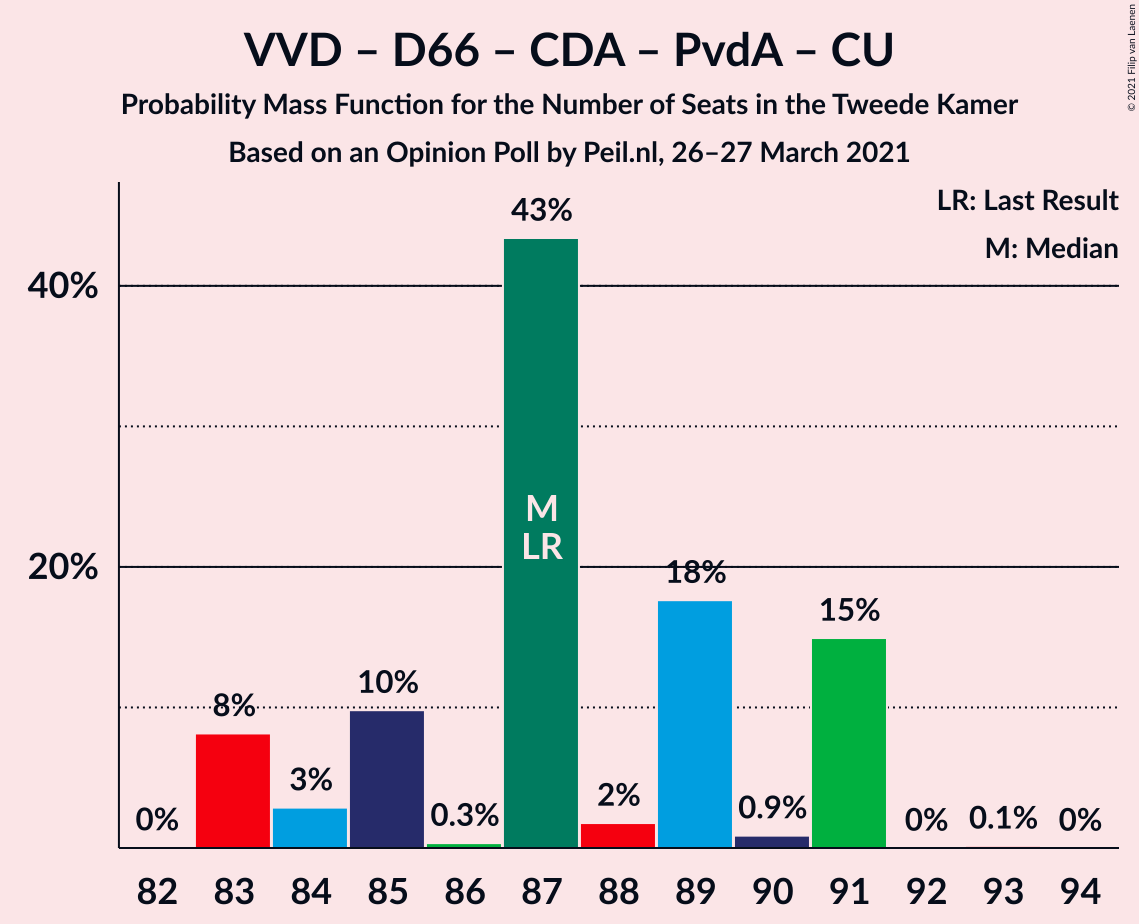 VVD – D66 – CDA – PvdA – CU
Probability Mass Function for the Number of Seats in the Tweede Kamer
Based on an Opinion Poll by Peil.nl, 26–27 March 2021
© 2021 Filip van Laenen
LR: Last Result
M: Median
40%
20%
0%
8%
3%
10%
0.3%
43%
M
LR
2%
18%
0.9%
15%
0%
0.1%
0%
82 83 84 85 86 87 88 89 90 91 92 93 94